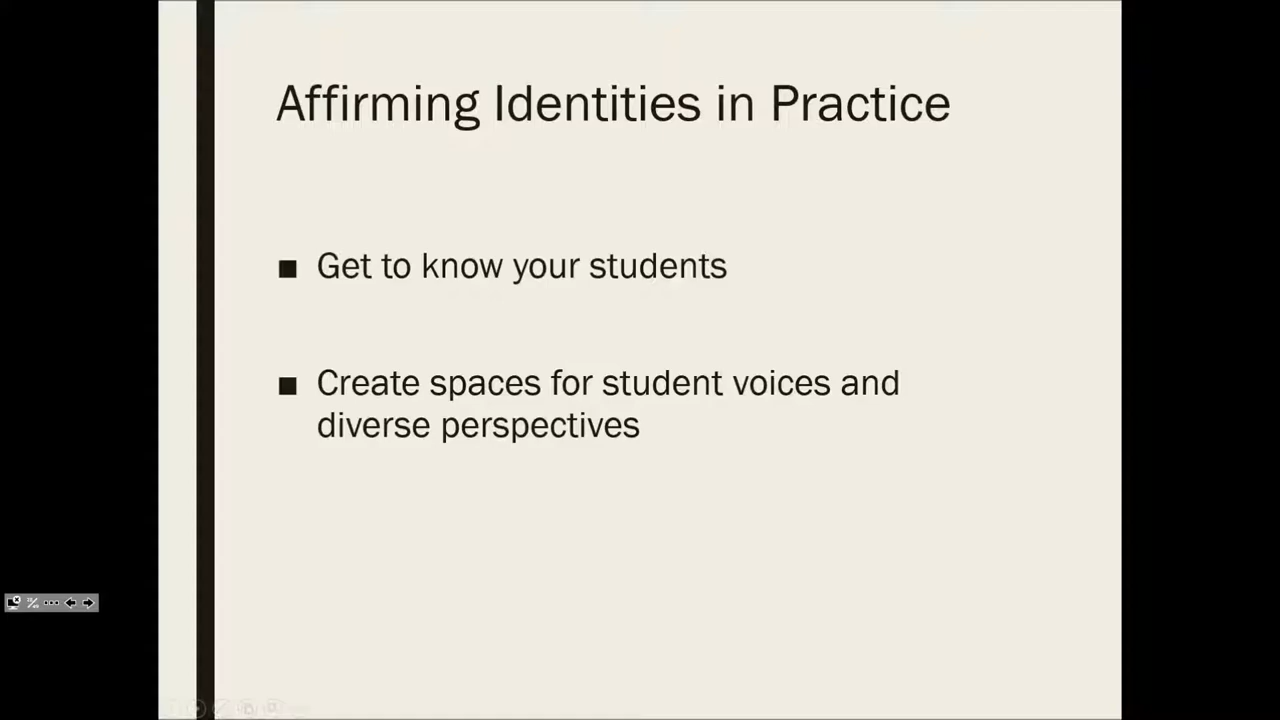 Affirming Identities in Practice
■ Get to know your students
■ Create spaces for student voices and
diverse perspectives